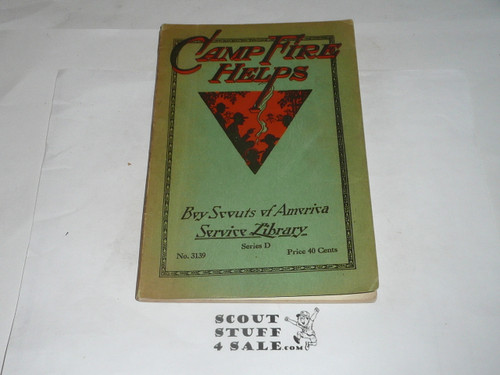 CAMP FIRE
HELPS
Boy Scouts of America
Service Library
Series D
No. 3139 Price 40 Cents
SCOUT
STUFF
4 SALE.com